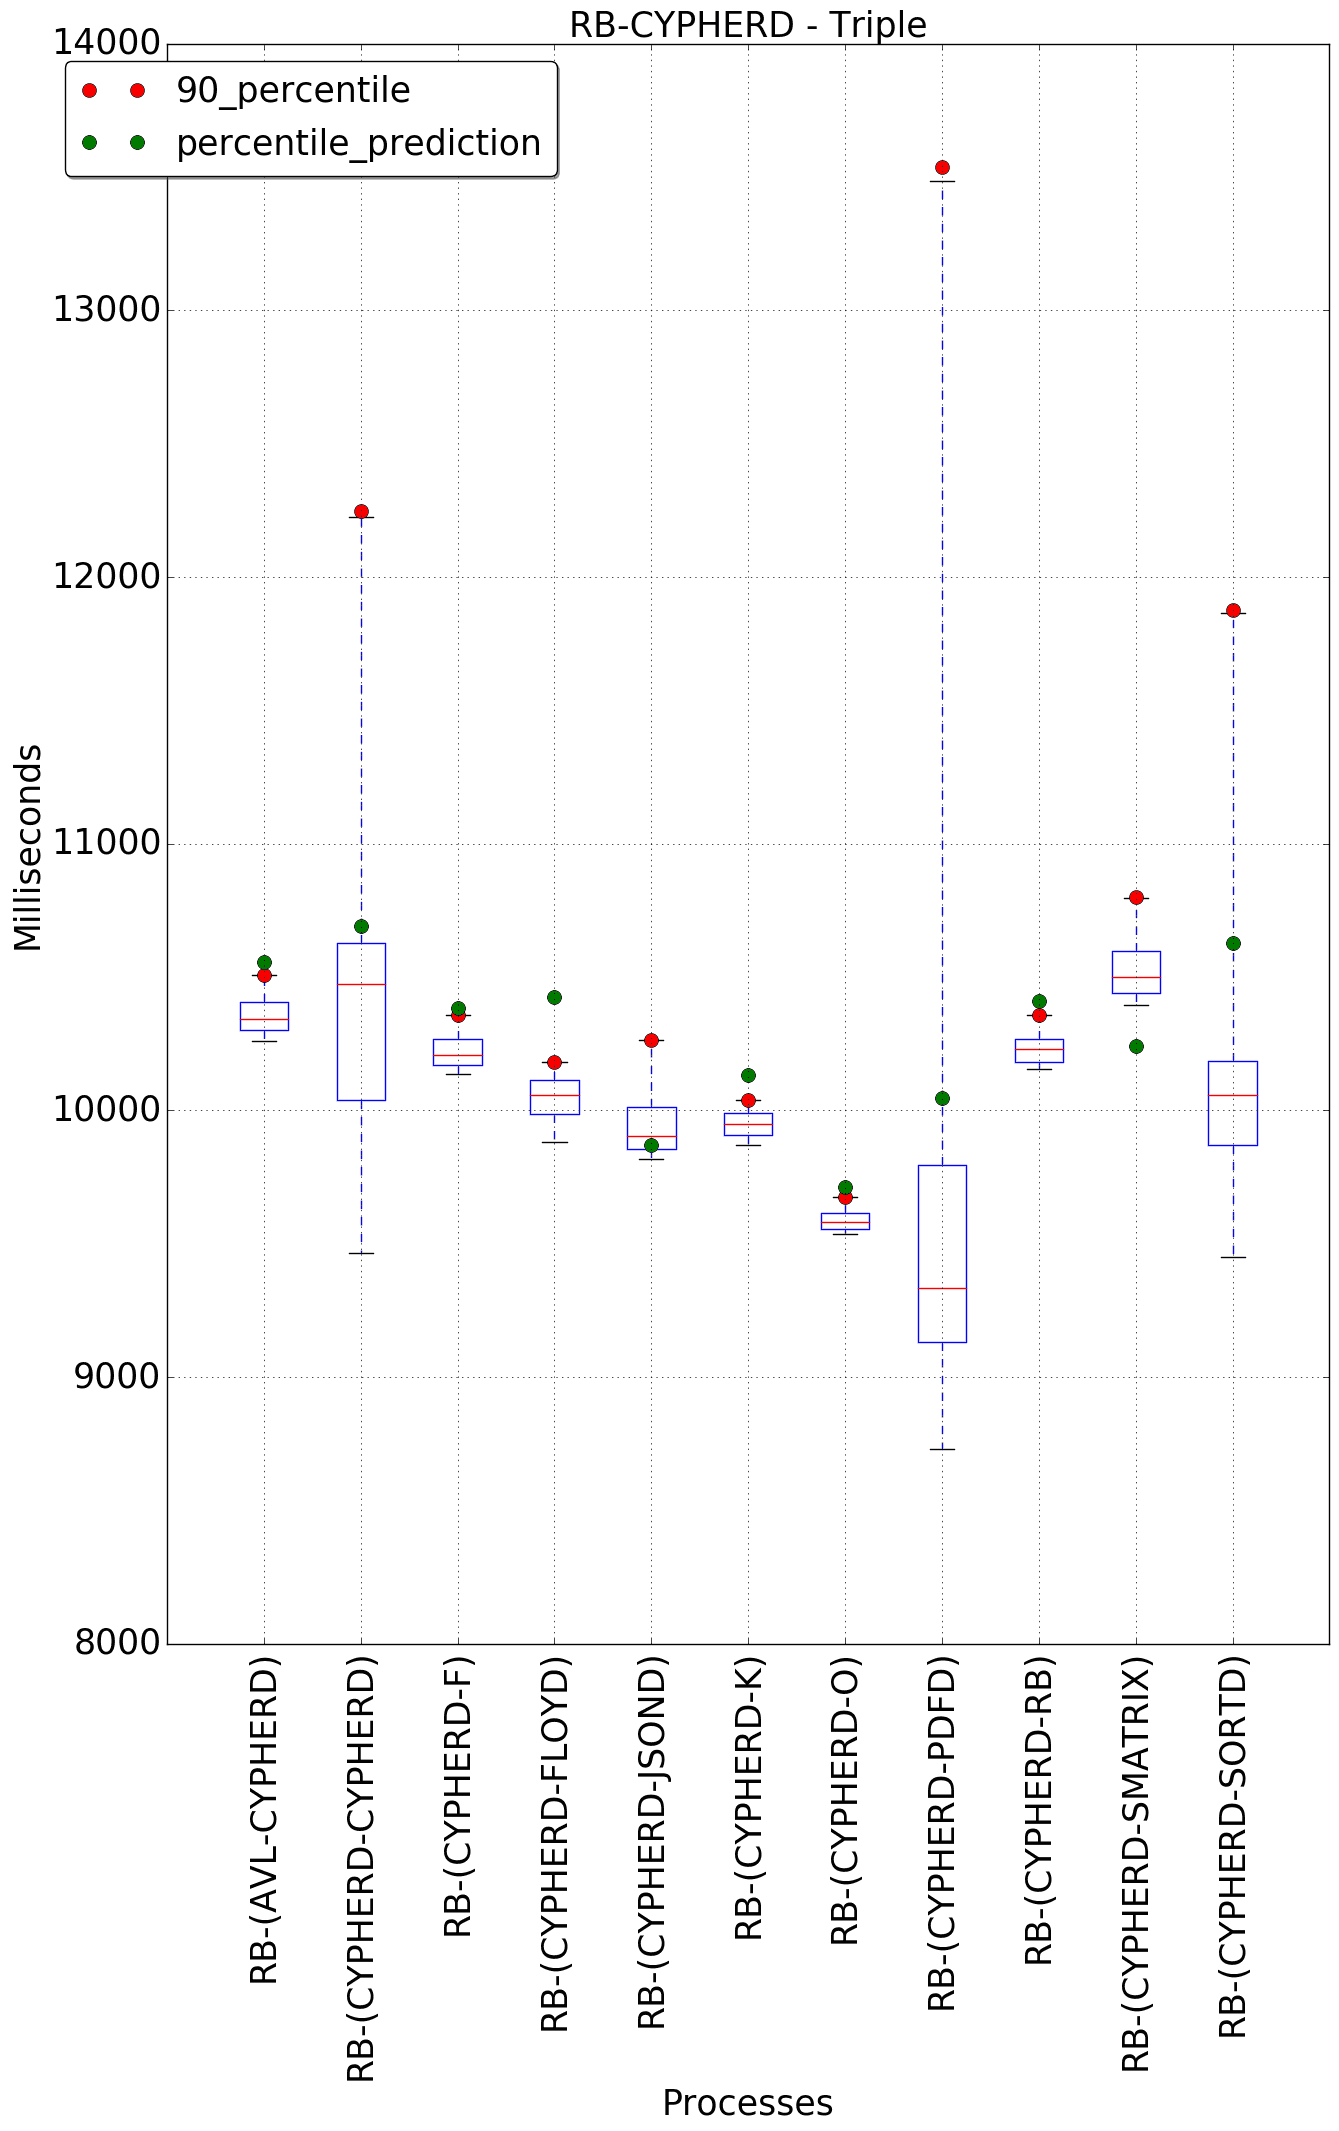 RB-CYPHERD - Triple
90_percentile
percentile_prediction
14000
13000
12000
11000
10000
9000
8000
Milliseconds
RB-(AVL-CYPHERD)
RB-(CYPHERD-CYPHERD)
RB-(CYPHERD-F)
RB-(CYPHERD-FLOYD)
RB-(CYPHERD-JSOND)
RB-(CYPHERD-K)
RB-(CYPHERD-O)
RB-(CYPHERD-PDFD)
RB-(CYPHERD-RB)
RB-(CYPHERD-SMATRIX)
RB-(CYPHERD-SORTD)
Processes